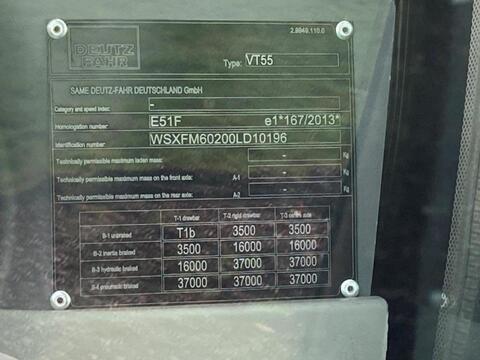 2.9949.110.0
DEUTZ
FAHR
Type: VT55
SAME DEUTZ-FAHR DEUTSCHLAND GmbH
Category and speed index: -
Homologation number: E51F e1*167/2013*
Identification number: WSXFM60200LD10196
Technically permissible maximum laden mass: - Kg
Technically permissible maximum mass on the front axle: A-1 - Kg
Technically permissible maximum mass on the rear axle: A-2 - Kg
T-1 drawbar T-2 rigid drawbar T-3 centre axle
B-1 unbraked T1b 3500 3500
B-2 inertia braked 3500 16000 16000
B-3 hydraulic braked 16000 37000 37000
B-4 pneumatic braked 37000 37000 37000